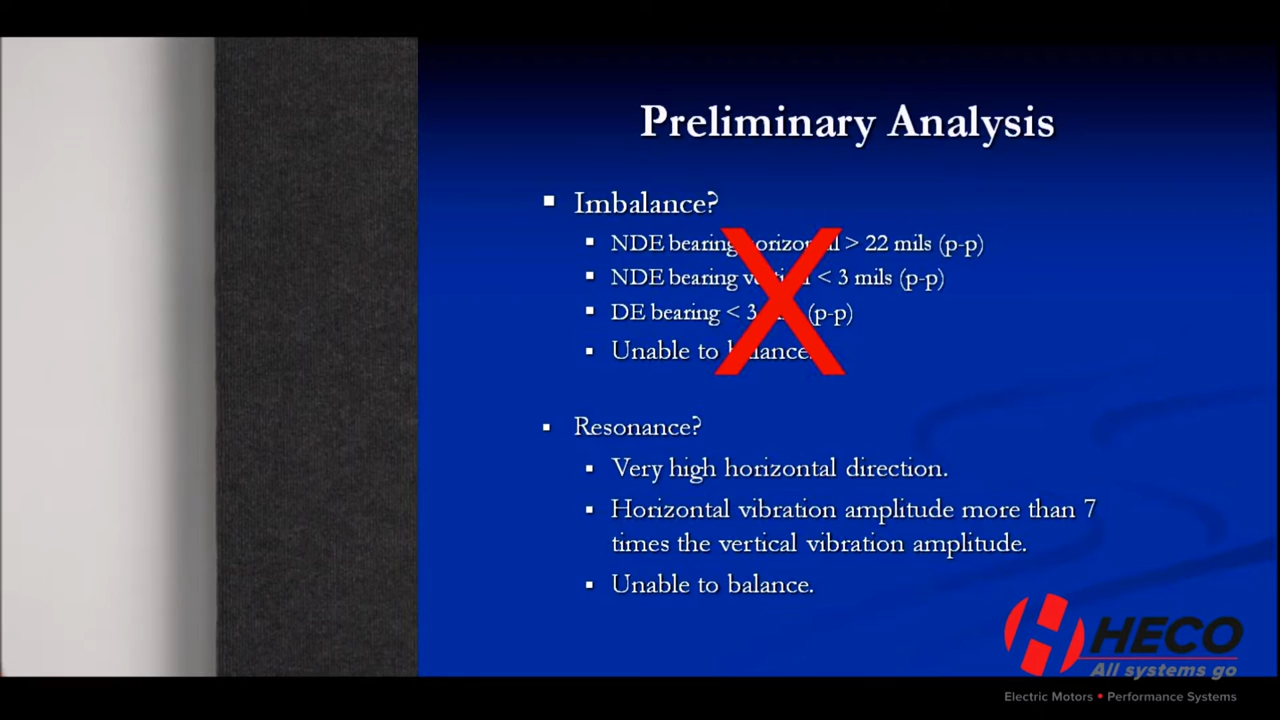 Preliminary Analysis
Imbalance?
NDE bearing horizontal > 22 mils (p-p)
NDE bearing vertical < 3 mils (p-p)
DE bearing < 3 mils (p-p)
Unable to balance.
Resonance?
Very high horizontal direction.
Horizontal vibration amplitude more than 7
times the vertical vibration amplitude.
Unable to balance.
HECO
All systems go
Electric Motors • Performance Systems